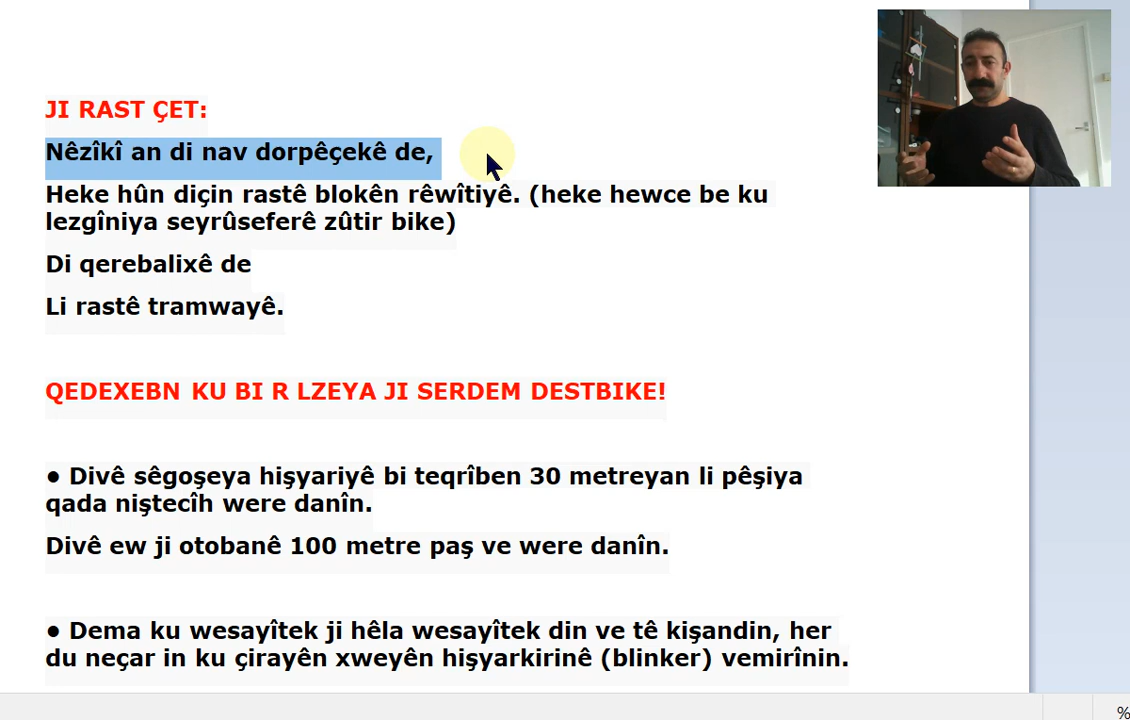 JI RAST ÇET:
Nêzîkî an di nav dorpêçekê de,
Heke hûn diçin rastê blokên rêwîtiyê. (heke hewce be ku
lezgîniya seyrûseferê zûtir bike)
Di qerebalixê de
Li rastê tramwayê.
QEDEXEBN KU BI R LZEYA JI SERDEM DESTBIKE!
● Divê sêgoşeya hişyariyê bi teqrîben 30 metreyan li pêşiya
qada niştecîh were danîn.
Divê ew ji otobanê 100 metre paş ve were danîn.
● Dema ku wesayîtek ji hêla wesayîtek din ve tê kişandin, her
du neçar in ku çirayên xweyên hişyarkirinê (blinker) vemirînin.
%